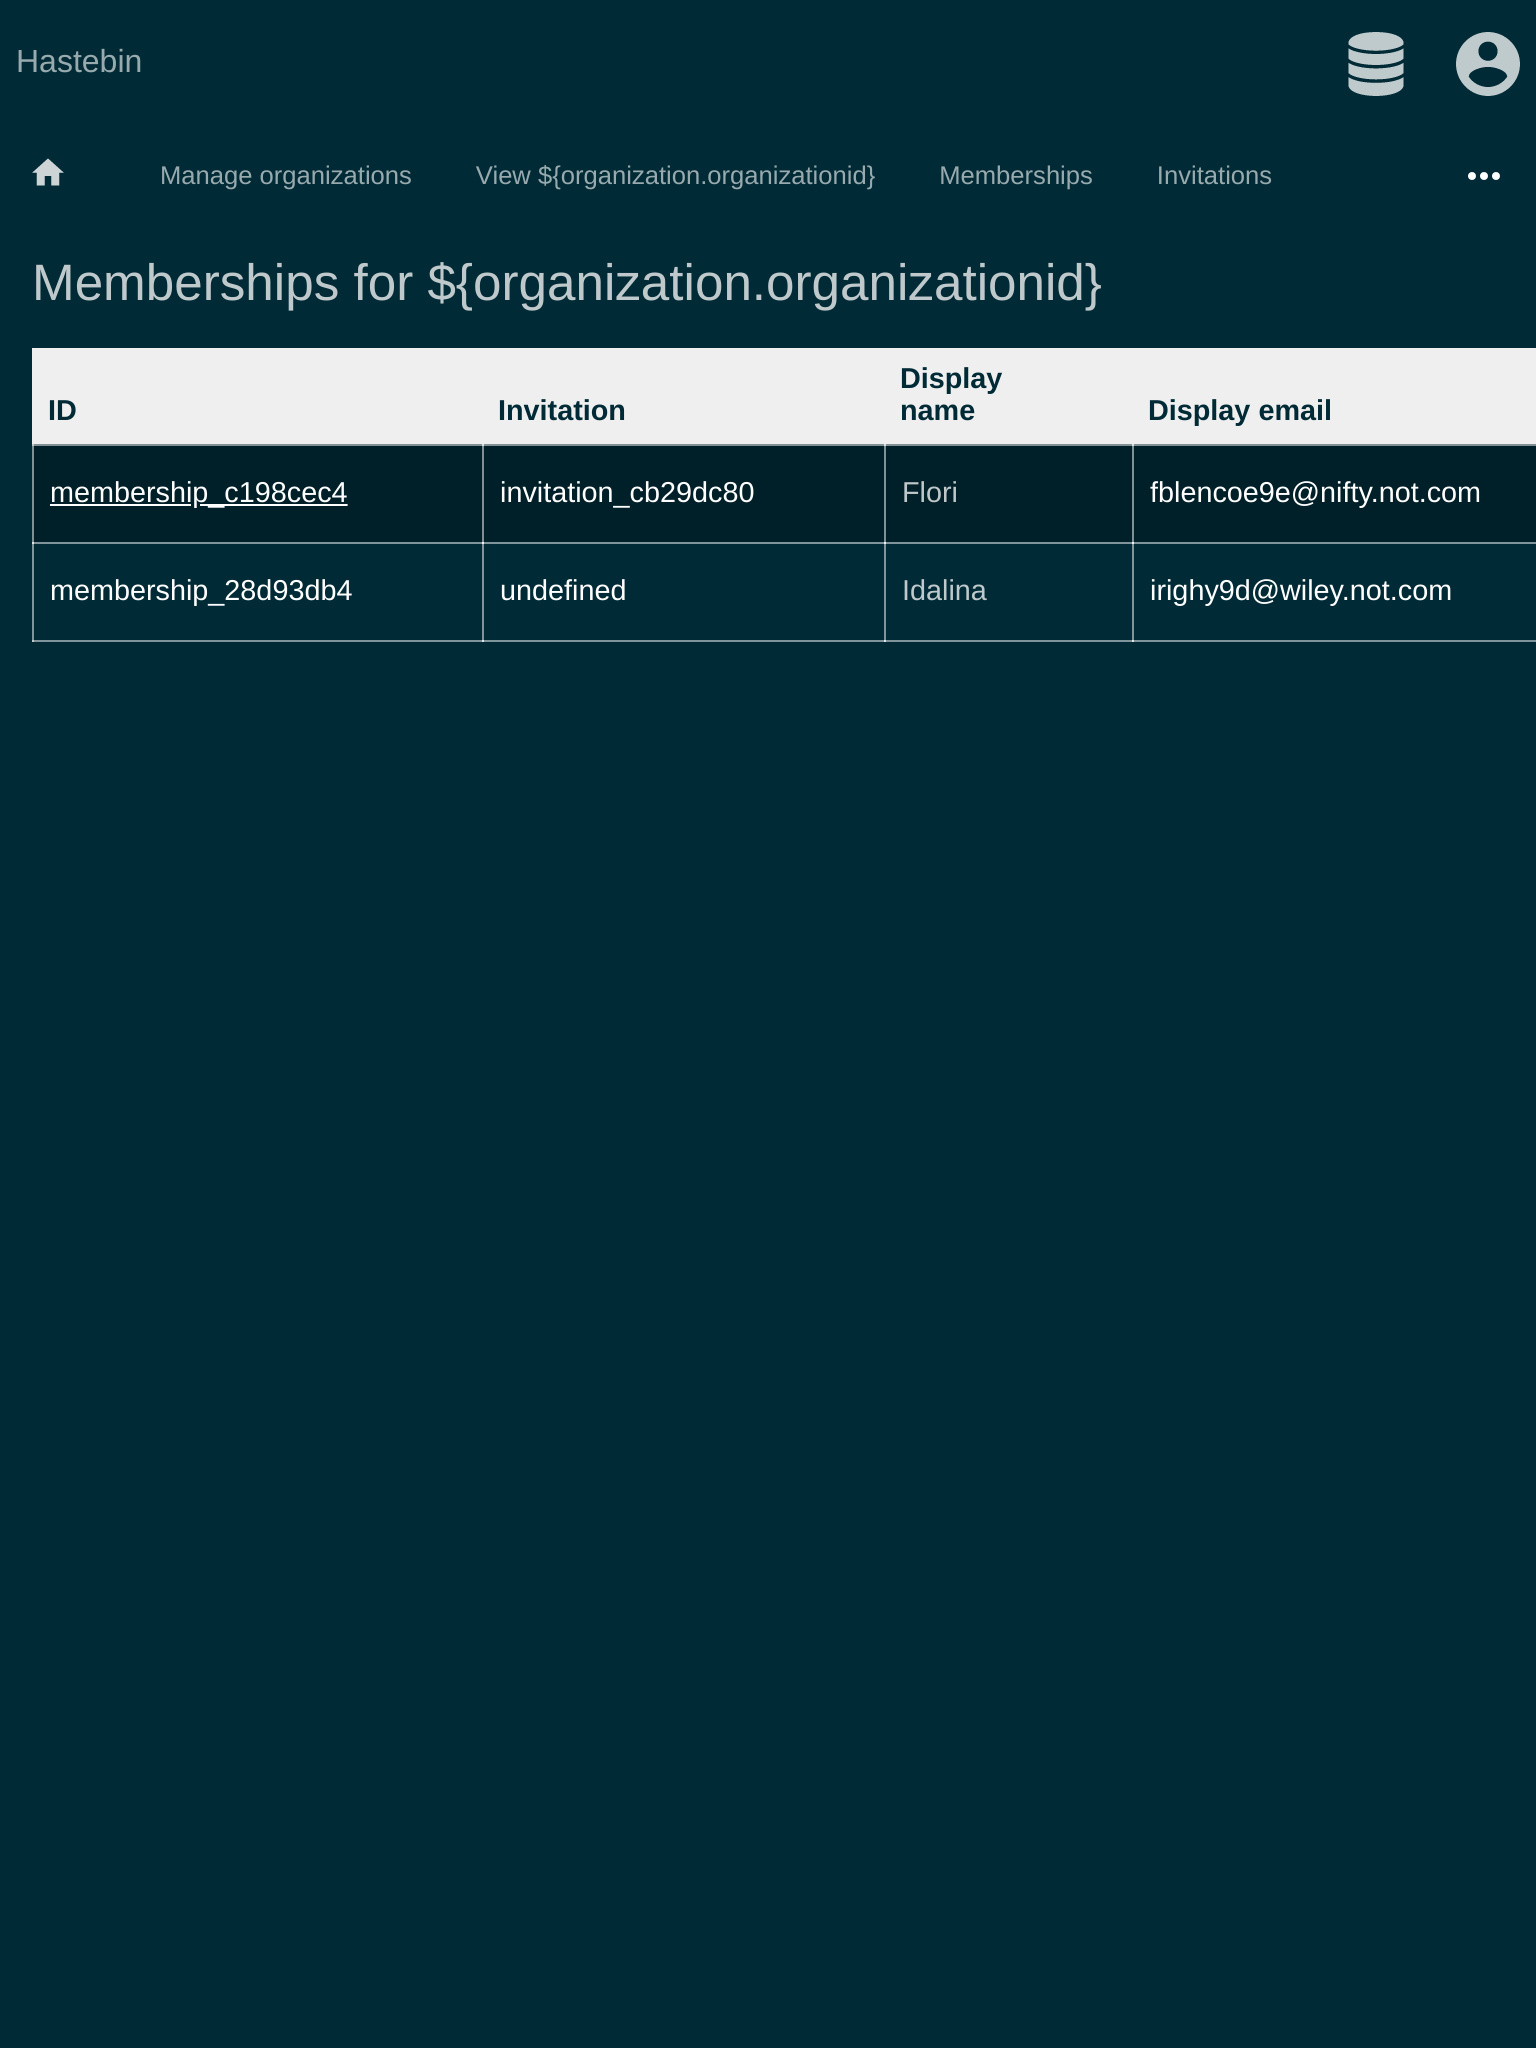 Hastebin
Manage organizations View ${organization.organizationid} Memberships Invitations
Memberships for ${organization.organizationid}
ID Invitation Display name Display email
membership_c198cec4 invitation_cb29dc80 Flori fblencoe9e@nifty.not.com
membership_28d93db4 undefined Idalina irighy9d@wiley.not.com